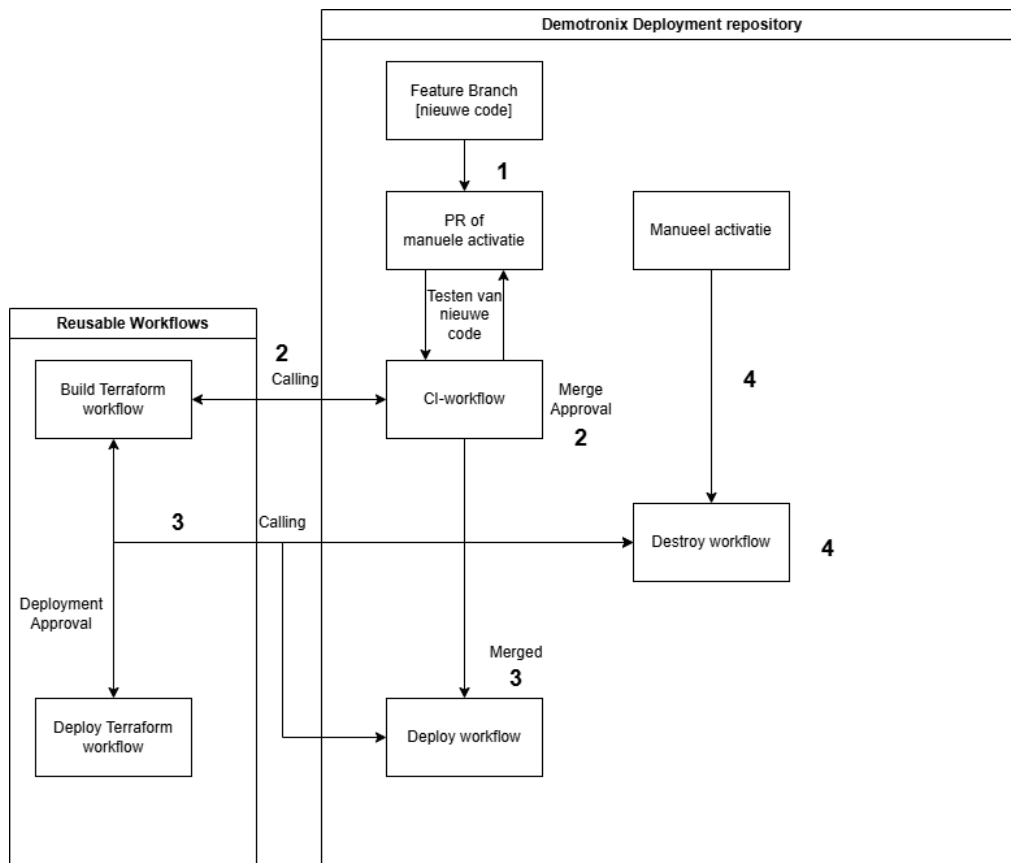 Demotronix Deployment repository
Feature Branch
[nieuwe code]
1
PR of
manuele activatie
Manueel activatie
Testen van
nieuwe
code
Reusable Workflows
2
Calling
Build Terraform
workflow
CI-workflow
Merge
Approval
2
4
3
Calling
Destroy workflow
4
Deployment
Approval
Merged
3
Deploy Terraform
workflow
Deploy workflow